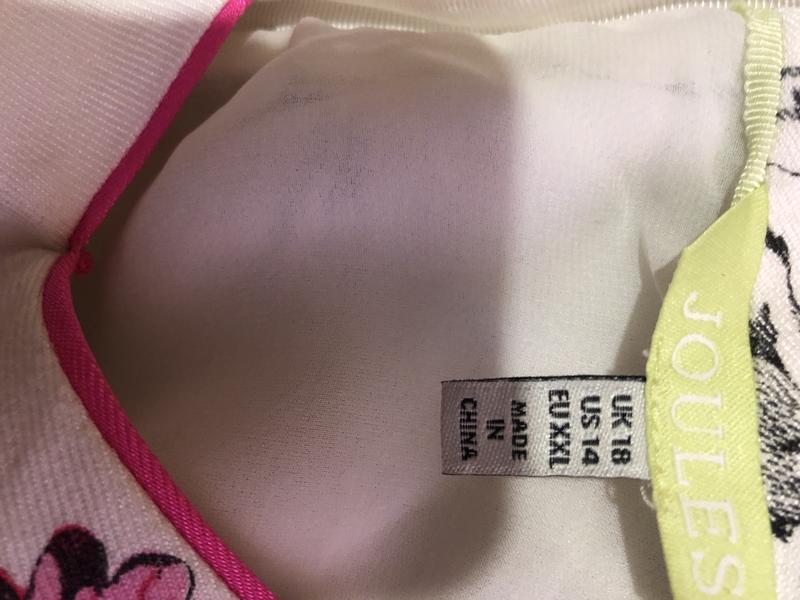 JOULES
UK 18
US 14
EU XXL
MADE
IN
CHINA